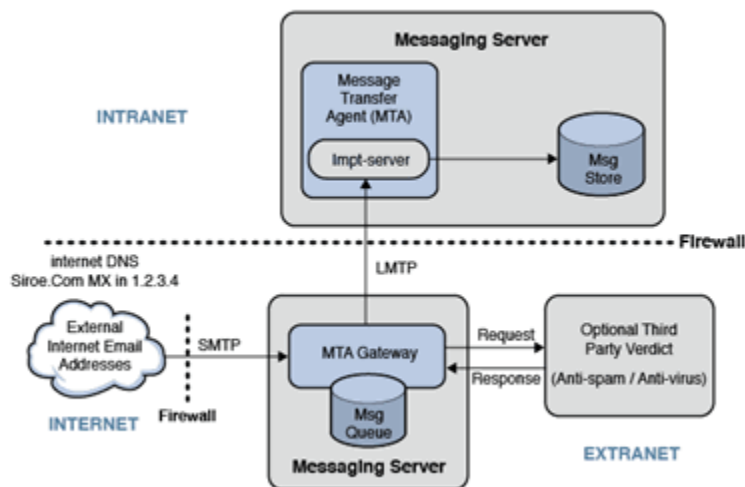 Messaging Server
Message
Transfer
Agent (MTA)
INTRANET
lmpt-server
Msg
Store
Firewall
internet DNS
Siroe.Com MX in 1.2.3.4
LMTP
External
Internet Email
Addresses
SMTP
MTA Gateway
Request
Response
Optional Third
Party Verdict
(Anti-spam / Anti-virus)
Msg
Queue
Firewall
INTERNET
Messaging Server
EXTRANET